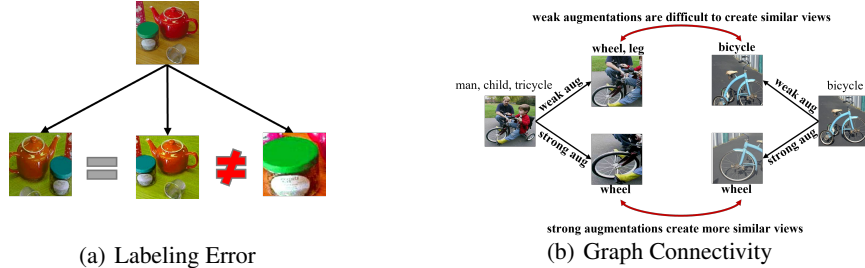 weak augmentations are difficult to create similar views
wheel, leg
bicycle
man, child, tricycle
weak aug
weak aug
bicycle
strong aug
strong aug
wheel
wheel
strong augmentations create more similar views
(a) Labeling Error
(b) Graph Connectivity